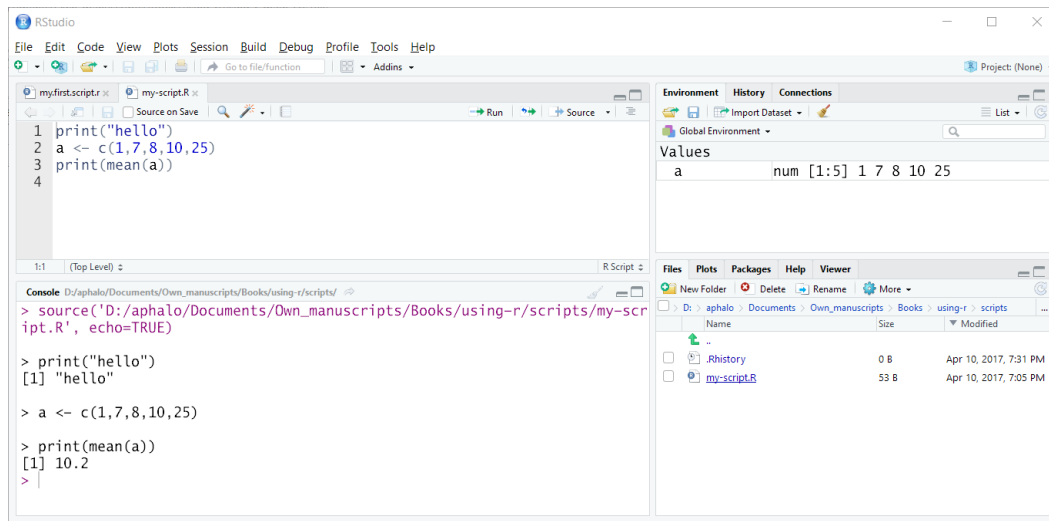 RStudio
File Edit Code View Plots Session Build Debug Profile Tools Help
Go to file/function Addins Project: (None)
my.first.script.r my-script.R
Source on Save Run Source
1 print("hello")
2 a <- c(1,7,8,10,25)
3 print(mean(a))
4
1:1 (Top Level) R Script
Console D:/aphalo/Documents/Own_manuscripts/Books/using-r/scripts/
> source('D:/aphalo/Documents/Own_manuscripts/Books/using-r/scripts/my-scr
ipt.R', echo=TRUE)
> print("hello")
[1] "hello"
> a <- c(1,7,8,10,25)
> print(mean(a))
[1] 10.2
>
Environment History Connections
Import Dataset List
Global Environment
Values
a num [1:5] 1 7 8 10 25
Files Plots Packages Help Viewer
New Folder Delete Rename More
D: > aphalo > Documents > Own_manuscripts > Books > using-r > scripts ...
Name Size Modified
..
.Rhistory 0 B Apr 10, 2017, 7:31 PM
my-script.R 53 B Apr 10, 2017, 7:05 PM